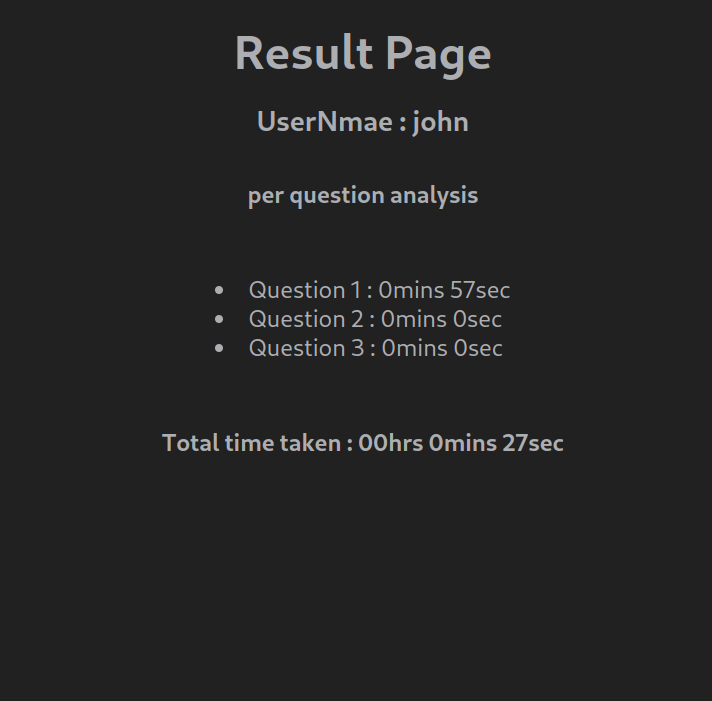 Result Page
UserNmae : john
per question analysis
Question 1 : 0mins 57sec
Question 2 : 0mins 0sec
Question 3 : 0mins 0sec
Total time taken : 00hrs 0mins 27sec